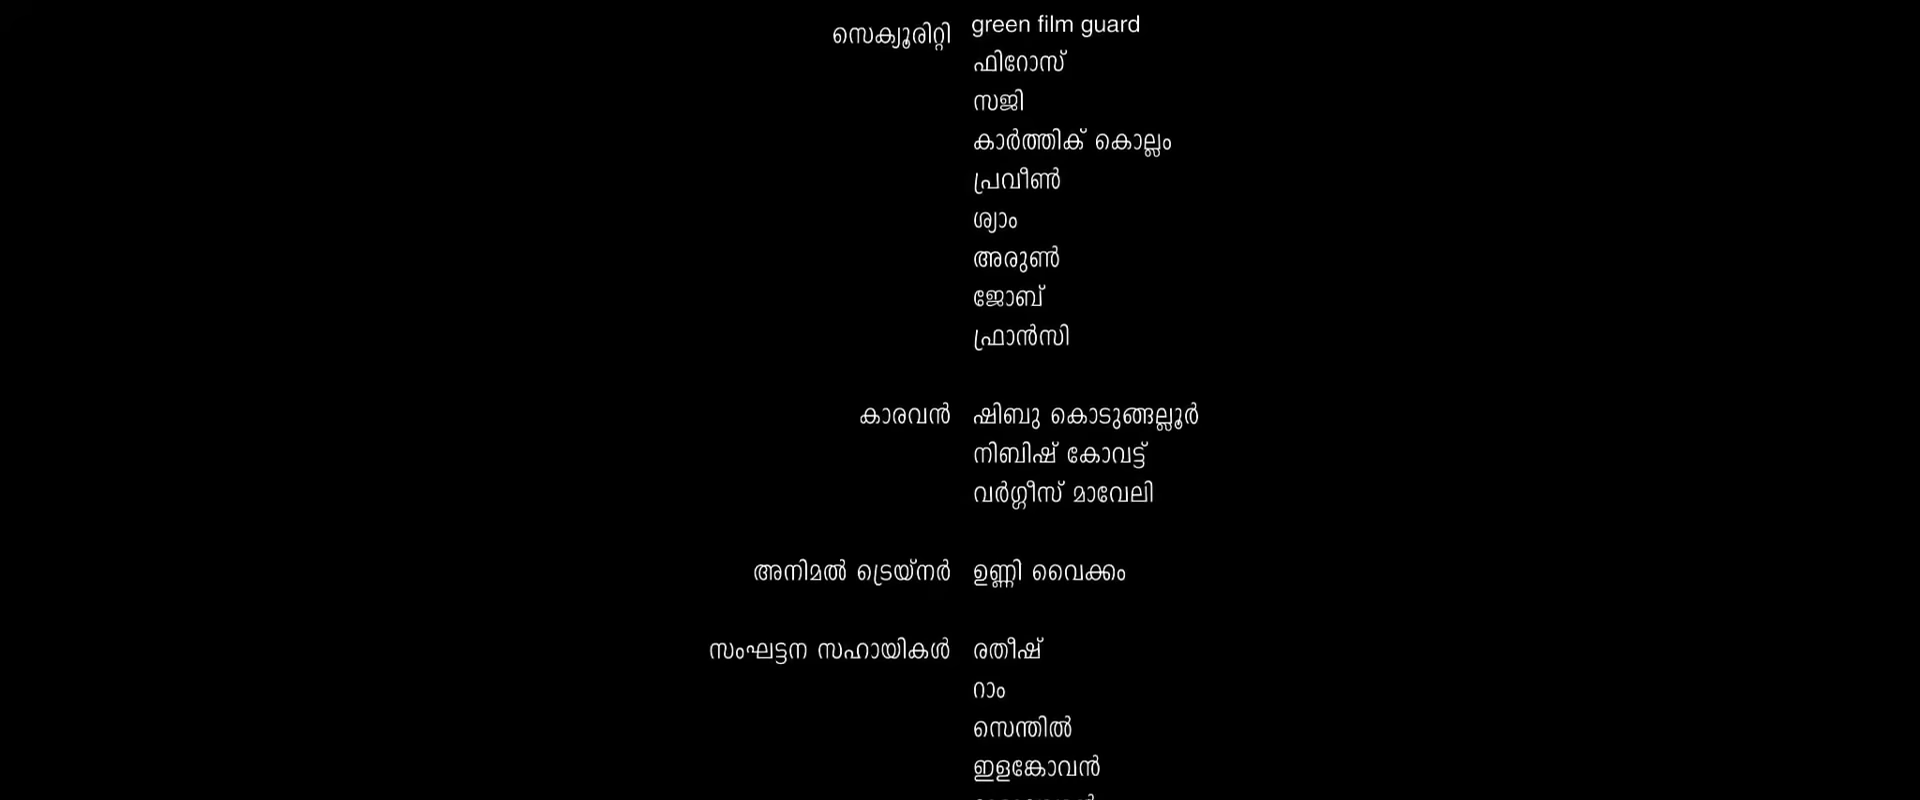 സെക്യൂരിറ്റി green film guard
ഫിറോസ്
സജി
കാർത്തിക് കൊല്ലം
പ്രവീൺ
ശ്യാം
അരുൺ
ജോബ്
ഫ്രാൻസി
കാരവൻ ഷിബു കൊടുങ്ങല്ലൂർ
നിബിഷ് കോവട്ട്
വർഗ്ഗീസ് മാവേലി
അനിമൽ ട്രെയ്നർ ഉണ്ണി വൈക്കം
സംഘട്ടന സഹായികൾ രതീഷ്
റാം
സെന്തിൽ
ഇളങ്കോവൻ